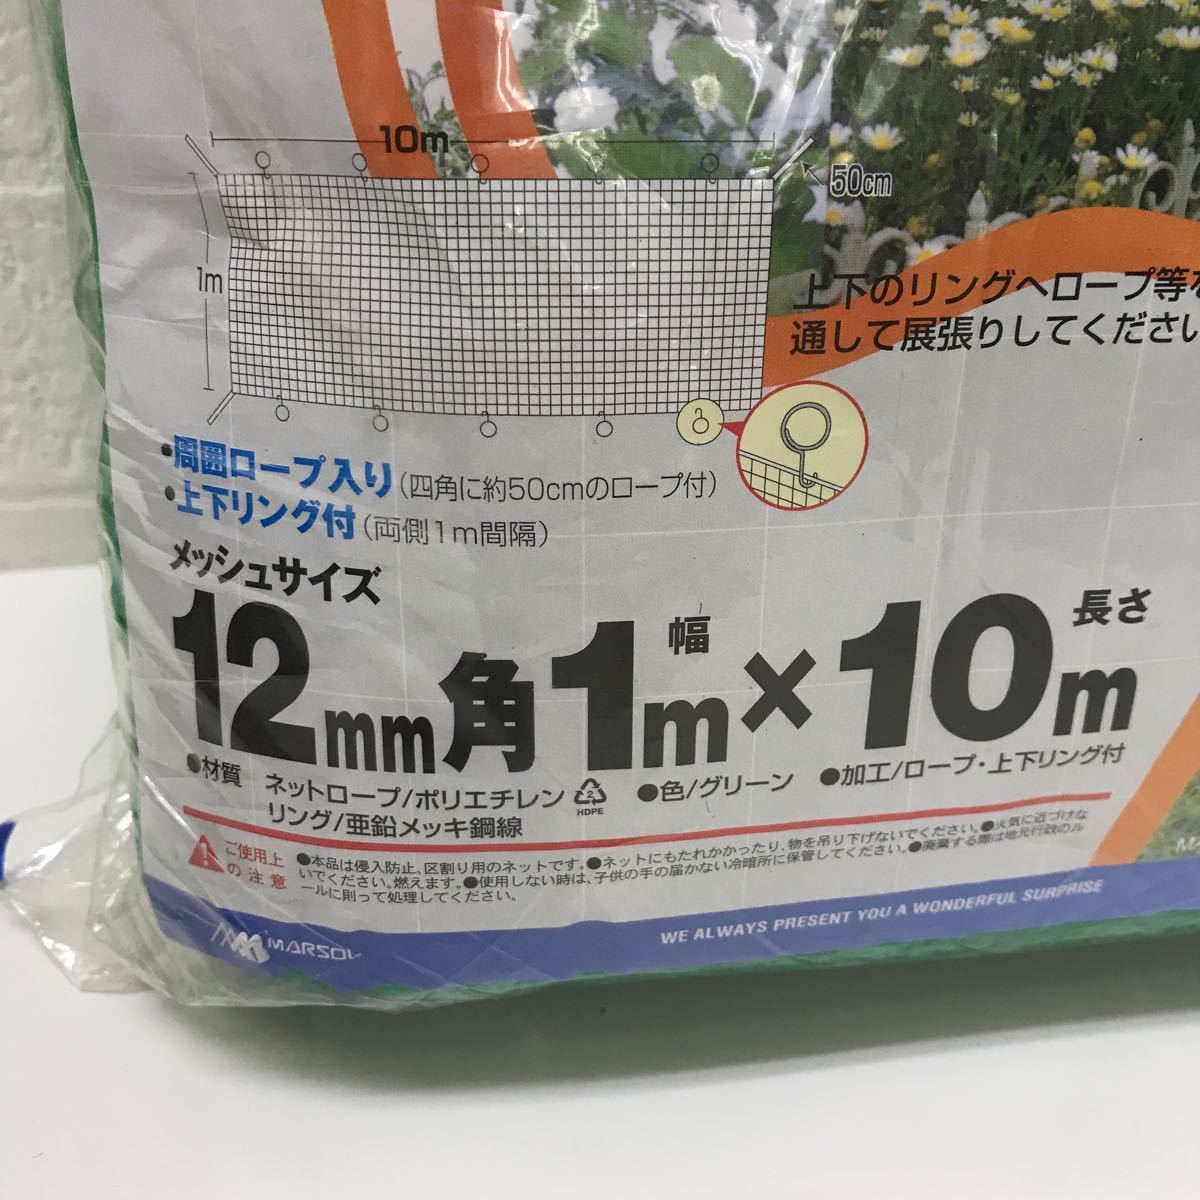 10m
50cm
1m
上下のリングへロープ等を
通して展張りしてください
•周囲ロープ入り(四角に約50cmのロープ付)
•上下リング付(両側1m間隔)
メッシュサイズ
12mm角 幅1m×長さ10m
●材質 ネットロープ/ポリエチレン 2 HDPE ●色/グリーン ●加工/ロープ・上下リング付
リング/亜鉛メッキ鋼線
ご使用上
の注意
●本品は侵入防止、区割り用のネットです。●ネットにもたれかかったり、物を吊り下げないでください。●火気に近づけな
いでください。燃えます。●使用しない時は、子供の手の届かない冷暗所に保管してください。●廃棄する際は地元行政のル
ールに則って処理してください。
MARSOL
WE ALWAYS PRESENT YOU A WONDERFUL SURPRISE